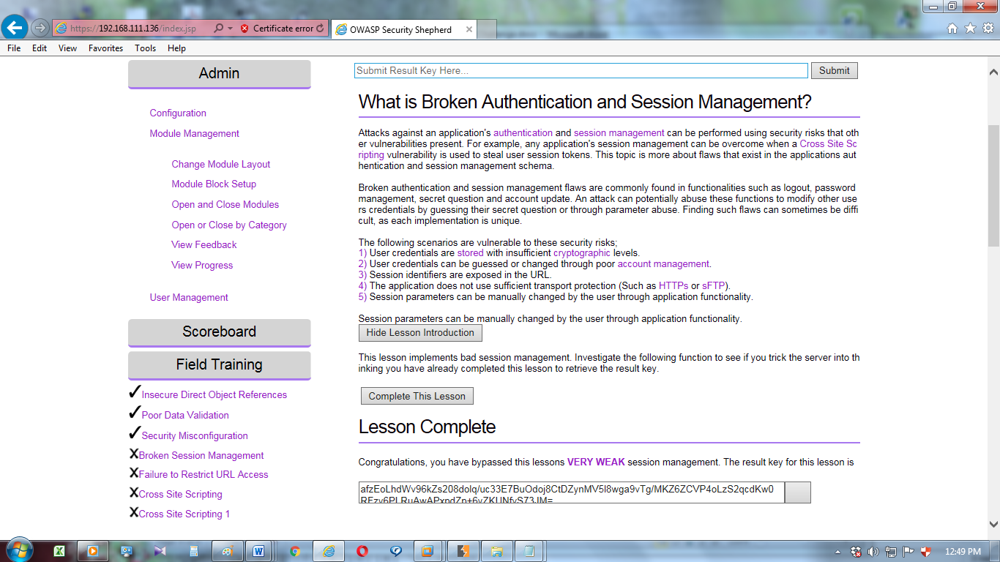 https://192.168.111.136/index.jsp
Certificate error
OWASP Security Shepherd
File Edit View Favorites Tools Help
Admin
Configuration
Module Management
Change Module Layout
Module Block Setup
Open and Close Modules
Open or Close by Category
View Feedback
View Progress
User Management
Scoreboard
Field Training
Insecure Direct Object References
Poor Data Validation
Security Misconfiguration
Broken Session Management
Failure to Restrict URL Access
Cross Site Scripting
Cross Site Scripting 1
Submit Result Key Here...
Submit
What is Broken Authentication and Session Management?
Attacks against an application's authentication and session management can be performed using security risks that oth
er vulnerabilities present. For example, any application's session management can be overcome when a Cross Site Sc
ripting vulnerability is used to steal user session tokens. This topic is more about flaws that exist in the applications aut
hentication and session management schema.
Broken authentication and session management flaws are commonly found in functionalities such as logout, password
management, secret question and account update. An attack can potentially abuse these functions to modify other use
rs credentials by guessing their secret question or through parameter abuse. Finding such flaws can sometimes be diffi
cult, as each implementation is unique.
The following scenarios are vulnerable to these security risks;
1) User credentials are stored with insufficient cryptographic levels.
2) User credentials can be guessed or changed through poor account management.
3) Session identifiers are exposed in the URL.
4) The application does not use sufficient transport protection (Such as HTTPs or sFTP).
5) Session parameters can be manually changed by the user through application functionality.
Session parameters can be manually changed by the user through application functionality.
Hide Lesson Introduction
This lesson implements bad session management. Investigate the following function to see if you trick the server into th
inking you have already completed this lesson to retrieve the result key.
Complete This Lesson
Lesson Complete
Congratulations, you have bypassed this lessons VERY WEAK session management. The result key for this lesson is
12:49 PM